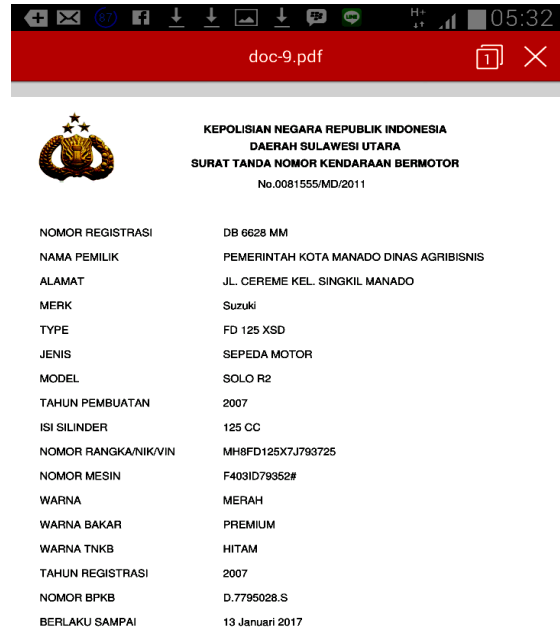 67
H+
05:32
doc-9.pdf
1
KEPOLISIAN NEGARA REPUBLIK INDONESIA
DAERAH SULAWESI UTARA
SURAT TANDA NOMOR KENDARAAN BERMOTOR
No.0081555/MD/2011
NOMOR REGISTRASI DB 6628 MM
NAMA PEMILIK PEMERINTAH KOTA MANADO DINAS AGRIBISNIS
ALAMAT JL. CEREME KEL. SINGKIL MANADO
MERK Suzuki
TYPE FD 125 XSD
JENIS SEPEDA MOTOR
MODEL SOLO R2
TAHUN PEMBUATAN 2007
ISI SILINDER 125 CC
NOMOR RANGKA/NIK/VIN MH8FD125X7J793725
NOMOR MESIN F403ID79352#
WARNA MERAH
WARNA BAKAR PREMIUM
WARNA TNKB HITAM
TAHUN REGISTRASI 2007
NOMOR BPKB D.7795028.S
BERLAKU SAMPAI 13 Januari 2017